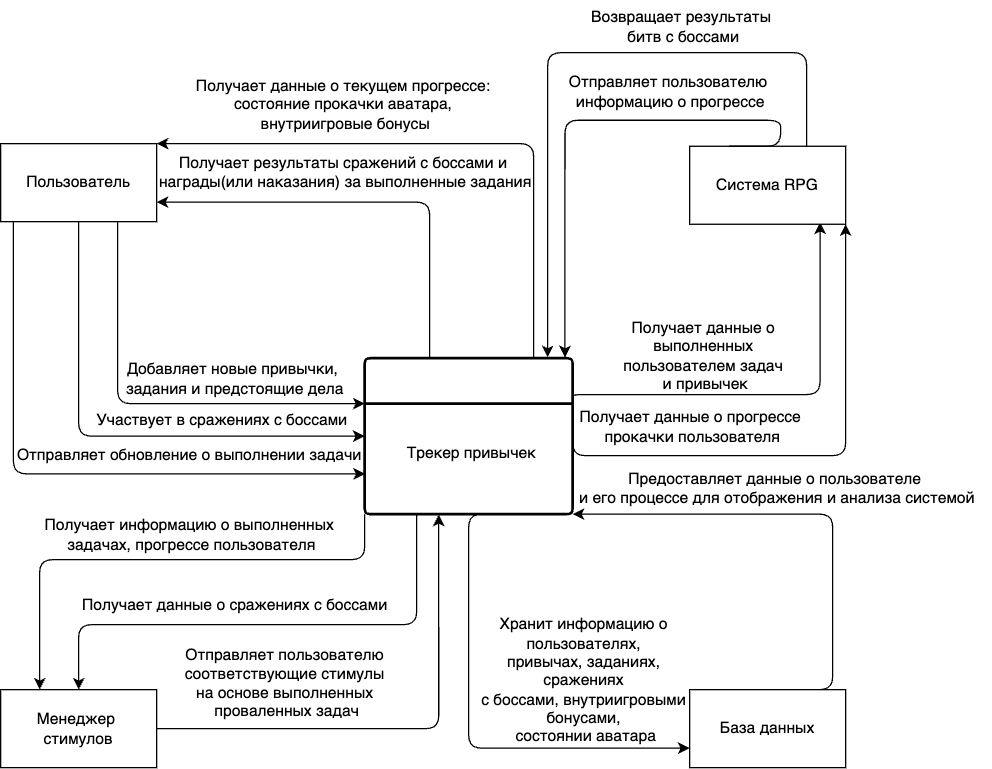 Возвращает результаты
битв с боссами
Получает данные о текущем прогрессе:
состояние прокачки аватара,
внутриигровые бонусы
Отправляет пользователю
информацию о прогрессе
Пользователь
Получает результаты сражений с боссами и
награды(или наказания) за выполненные задания
Система RPG
Добавляет новые привычки,
задания и предстоящие дела
Участвует в сражениях с боссами
Отправляет обновление о выполнении задачи
Трекер привычек
Получает данные о
выполненных
пользователем задач
и привычек
Получает данные о прогрессе
прокачки пользователя
Предоставляет данные о пользователе
и его процессе для отображения и анализа системой
Получает информацию о выполненных
задачах, прогрессе пользователя
Получает данные о сражениях с боссами
Отправляет пользователю
соответствующие стимулы
на основе выполненных
проваленных задач
Менеджер
стимулов
Хранит информацию о
пользователях,
привычах, заданиях,
сражениях
с боссами, внутриигровыми
бонусами,
состоянии аватара
База данных